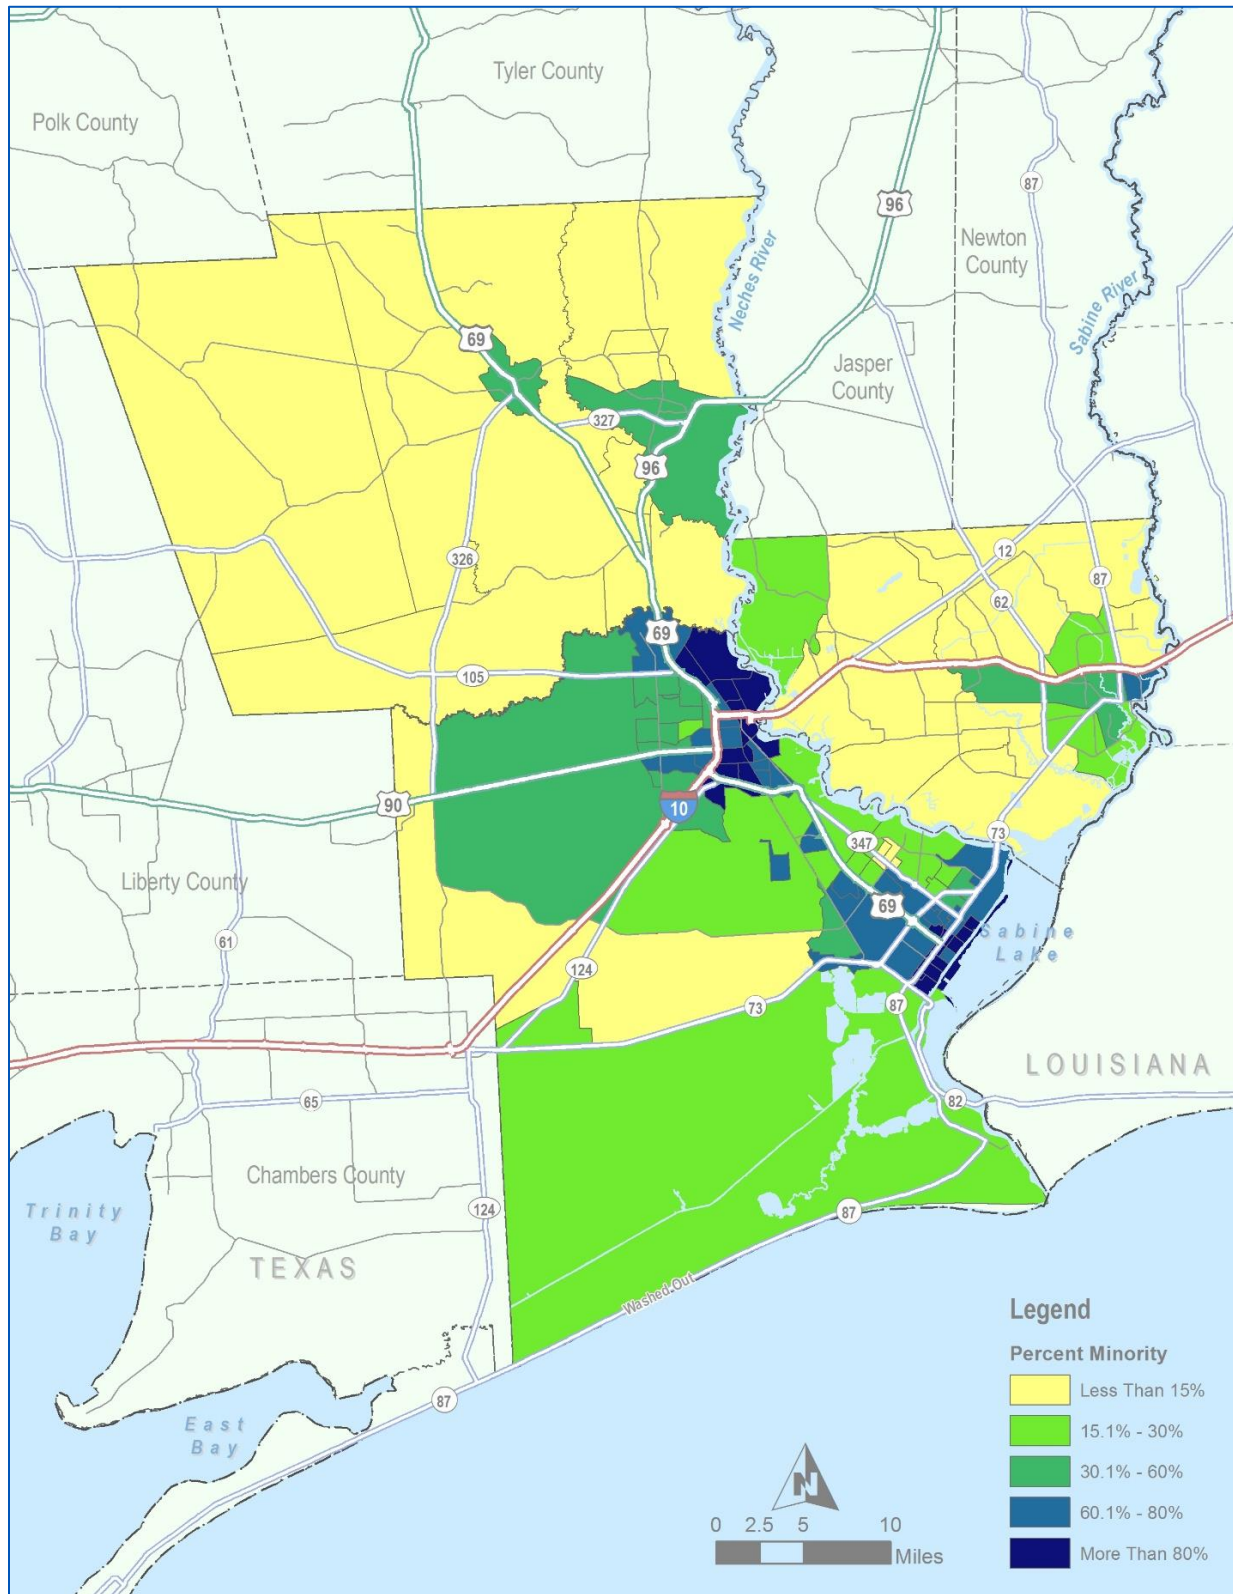 Tyler County
Polk County
87
96
Newton
County
Neches River
Sabine River
69
Jasper
County
327
96
12
326
87
62
69
105
90
10
73
347
Liberty County
69
61
Sabine
Lake
124
87
73
LOUISIANA
65
82
Chambers County
Trinity
Bay
124
87
TEXAS
Washed Out
Legend
Percent Minority
Less Than 15%
15.1% - 30%
30.1% - 60%
60.1% - 80%
More Than 80%
87
East
Bay
N
0 2.5 5 10
Miles